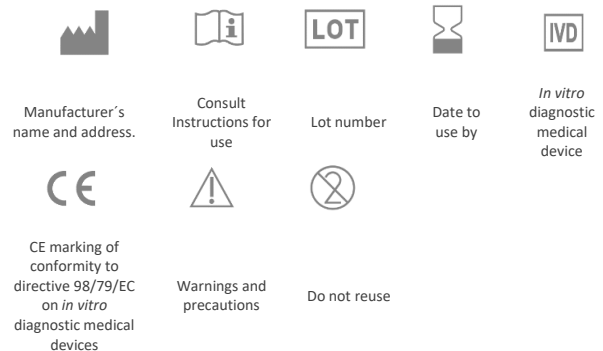 i
LOT
IVD
Manufacturer´s
name and address.
Consult
Instructions for
use
Lot number
Date to
use by
In vitro
diagnostic
medical
device
CE
2
CE marking of
conformity to
directive 98/79/EC
on in vitro
diagnostic medical
devices
Warnings and
precautions
Do not reuse